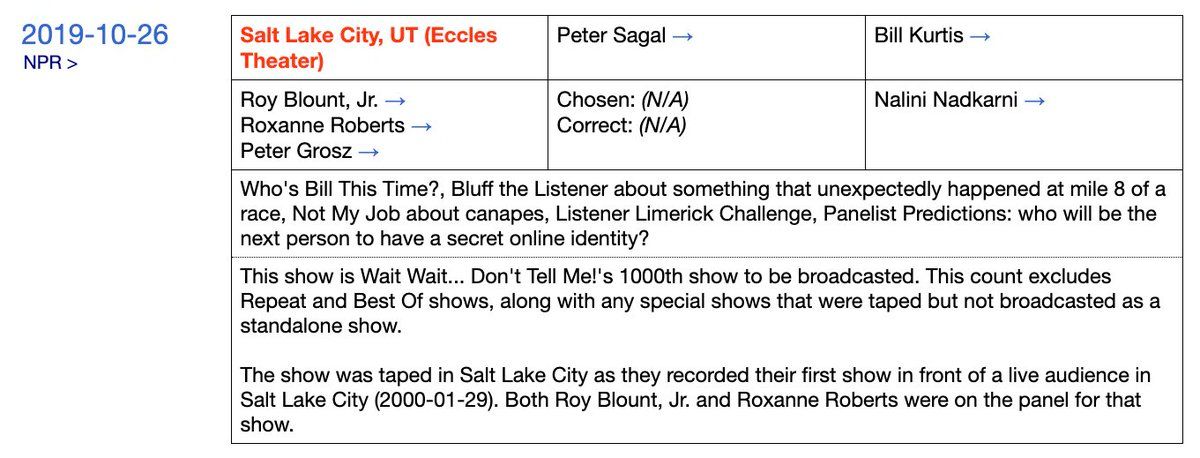 2019-10-26
NPR >
Salt Lake City, UT (Eccles
Theater)
Peter Sagal →
Bill Kurtis →
Roy Blount, Jr. →
Roxanne Roberts →
Peter Grosz →
Chosen: (N/A)
Correct: (N/A)
Nalini Nadkarni →
Who's Bill This Time?, Bluff the Listener about something that unexpectedly happened at mile 8 of a
race, Not My Job about canapes, Listener Limerick Challenge, Panelist Predictions: who will be the
next person to have a secret online identity?
This show is Wait Wait... Don't Tell Me!'s 1000th show to be broadcasted. This count excludes
Repeat and Best Of shows, along with any special shows that were taped but not broadcasted as a
standalone show.
The show was taped in Salt Lake City as they recorded their first show in front of a live audience in
Salt Lake City (2000-01-29). Both Roy Blount, Jr. and Roxanne Roberts were on the panel for that
show.